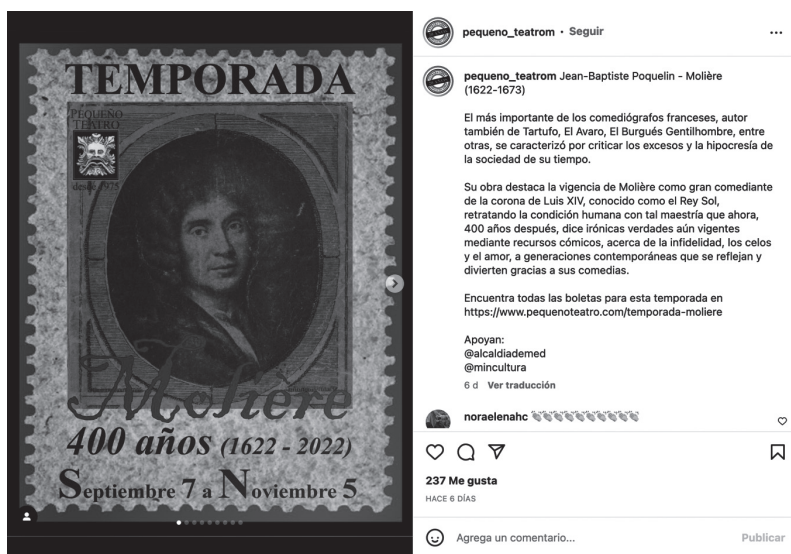 TEMPORADA
PEQUEÑO
TEATRO
desde 1975
Molière
400 años (1622 - 2022)
Septiembre 7 a Noviembre 5
pequeno_teatrom • Seguir
pequeno_teatrom Jean-Baptiste Poquelin - Molière
(1622-1673)
El más importante de los comediógrafos franceses, autor
también de Tartufo, El Avaro, El Burgués Gentilhombre, entre
otras, se caracterizó por criticar los excesos y la hipocresía de
la sociedad de su tiempo.
Su obra destaca la vigencia de Molière como gran comediante
de la corona de Luis XIV, conocido como el Rey Sol,
retratando la condición humana con tal maestría que ahora,
400 años después, dice irónicas verdades aún vigentes
mediante recursos cómicos, acerca de la infidelidad, los celos
y el amor, a generaciones contemporáneas que se reflejan y
divierten gracias a sus comedias.
Encuentra todas las boletas para esta temporada en
https://www.pequenoteatro.com/temporada-moliere
Apoyan:
@alcaldiademed
@mincultura
6 d Ver traducción
noraelenahc 👏👏👏👏👏👏👏👏👏👏
237 Me gusta
HACE 6 DÍAS
Agrega un comentario... Publicar